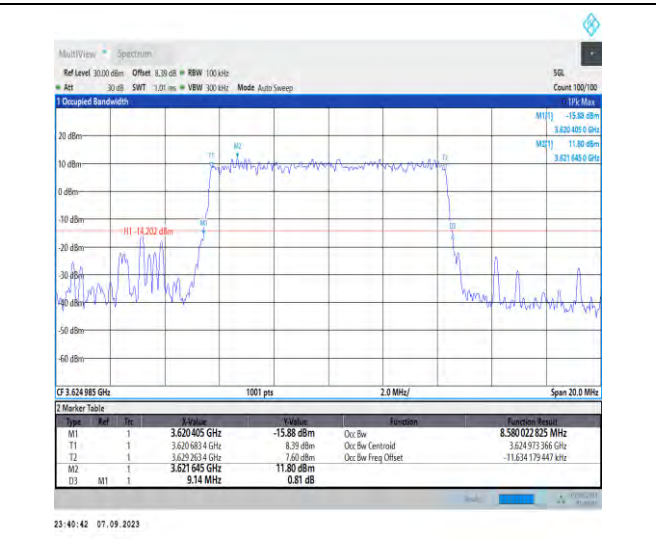 MultiView Spectrum
Ref Level 30.00 dBm Offset 8.39 dB RBW 100 kHz SGL
Att 30 dB SWT 1.01 ms VBW 300 kHz Mode Auto Sweep Count 100/100
1 Occupied Bandwidth 1Pk Max
M1[1] -15.88 dBm
3.620 405 0 GHz
M2[1] 11.80 dBm
3.621 645 0 GHz
20 dBm
M2
T1 T2
10 dBm
0 dBm
-10 dBm
M1 D3
H1 -14.202 dBm
-20 dBm
-30 dBm
-40 dBm
-50 dBm
-60 dBm
CF 3.624 985 GHz 1001 pts 2.0 MHz/ Span 20.0 MHz
2 Marker Table
Type Ref Trc X-Value Y-Value Function Function Result
M1 1 3.620405 GHz -15.88 dBm Occ Bw 8.580 022 825 MHz
T1 1 3.620 683 4 GHz 8.39 dBm Occ Bw Centroid 3.624 973 366 GHz
T2 1 3.629 263 4 GHz 7.60 dBm Occ Bw Freq Offset -11.634 179 447 kHz
M2 1 3.621645 GHz 11.80 dBm
D3 M1 1 9.14 MHz 0.81 dB
23:40:42 07.09.2023